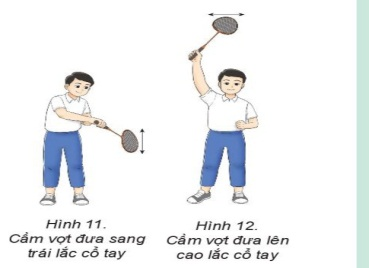 Hình 11.
Cầm vợt đưa sang
trái lắc cổ tay
Hình 12.
Cầm vợt đưa lên
cao lắc cổ tay